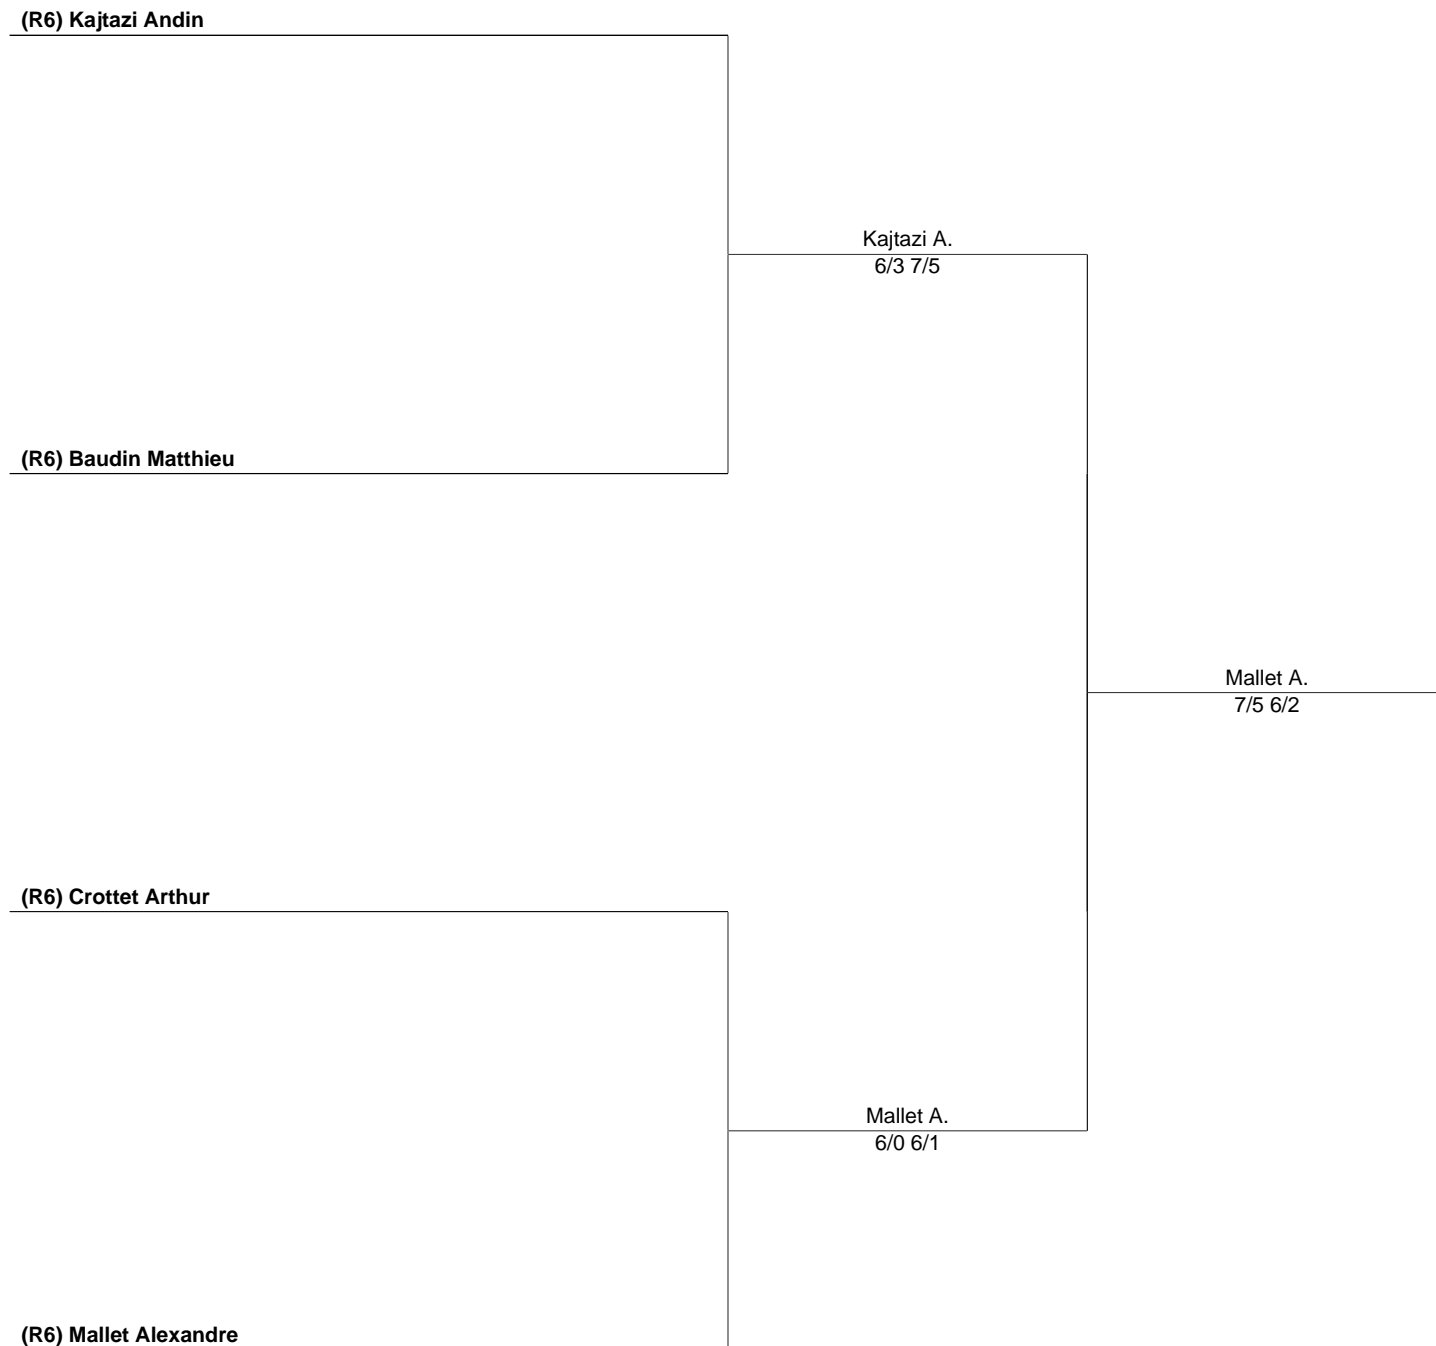 (R6) Kajtazi Andin
Kajtazi A.
6/3 7/5
(R6) Baudin Matthieu
Mallet A.
7/5 6/2
(R6) Crottet Arthur
Mallet A.
6/0 6/1
(R6) Mallet Alexandre